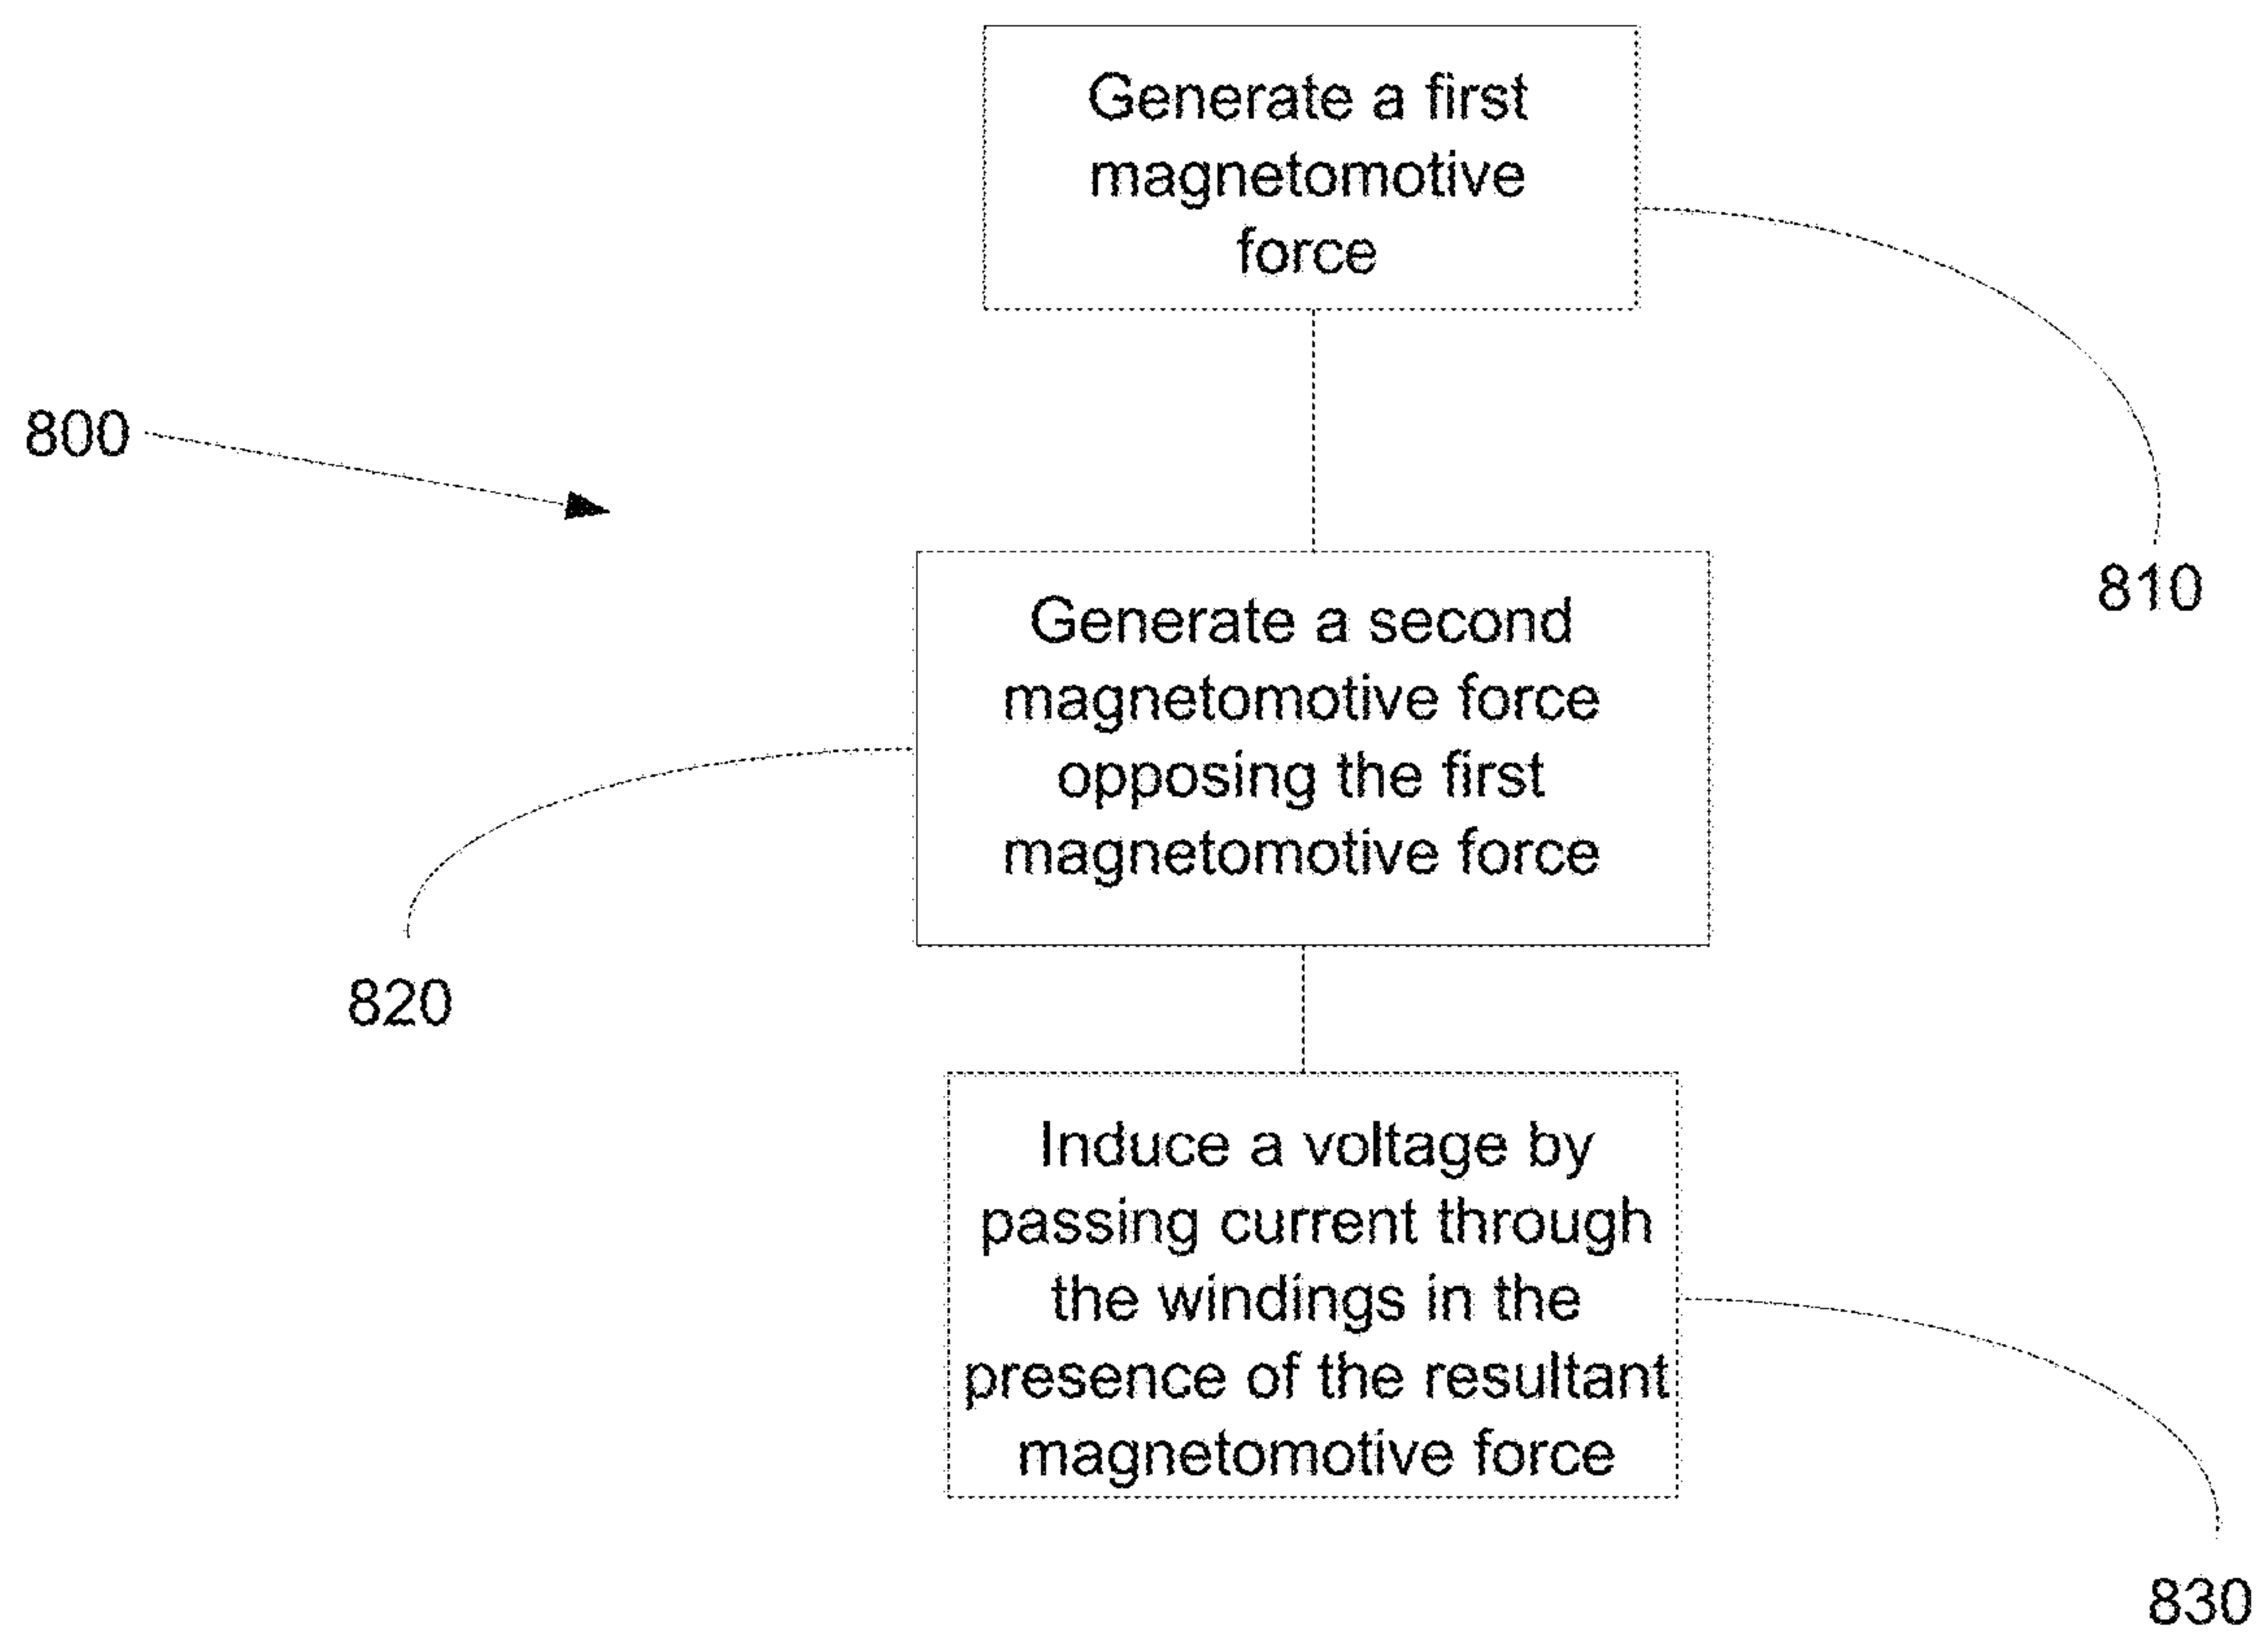 Generate a first
magnetomotive
force
800
810
Generate a second
magnetomotive force
opposing the first
magnetomotive force
820
Induce a voltage by
passing current through
the windings in the
presence of the resultant
magnetomotive force
830